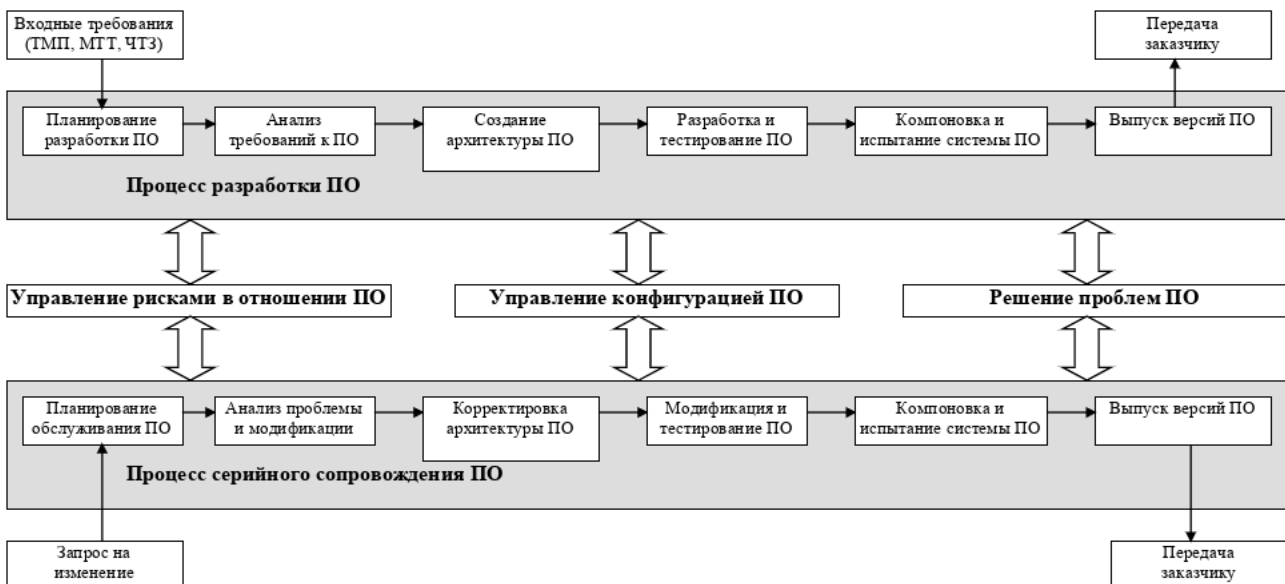 Входные требования
(ТМП, МТТ, ЧТЗ)
Передача
заказчику
Планирование
разработки ПО
Анализ
требований к ПО
Создание
архитектуры ПО
Разработка и
тестирование ПО
Компоновка и
испытание системы ПО
Выпуск версий ПО
Процесс разработки ПО
Управление рисками в отношении ПО
Управление конфигурацией ПО
Решение проблем ПО
Планирование
обслуживания ПО
Анализ проблемы
и модификации
Корректировка
архитектуры ПО
Модификация и
тестирование ПО
Компоновка и
испытание системы ПО
Выпуск версий ПО
Процесс серийного сопровождения ПО
Запрос на
изменение
Передача
заказчику